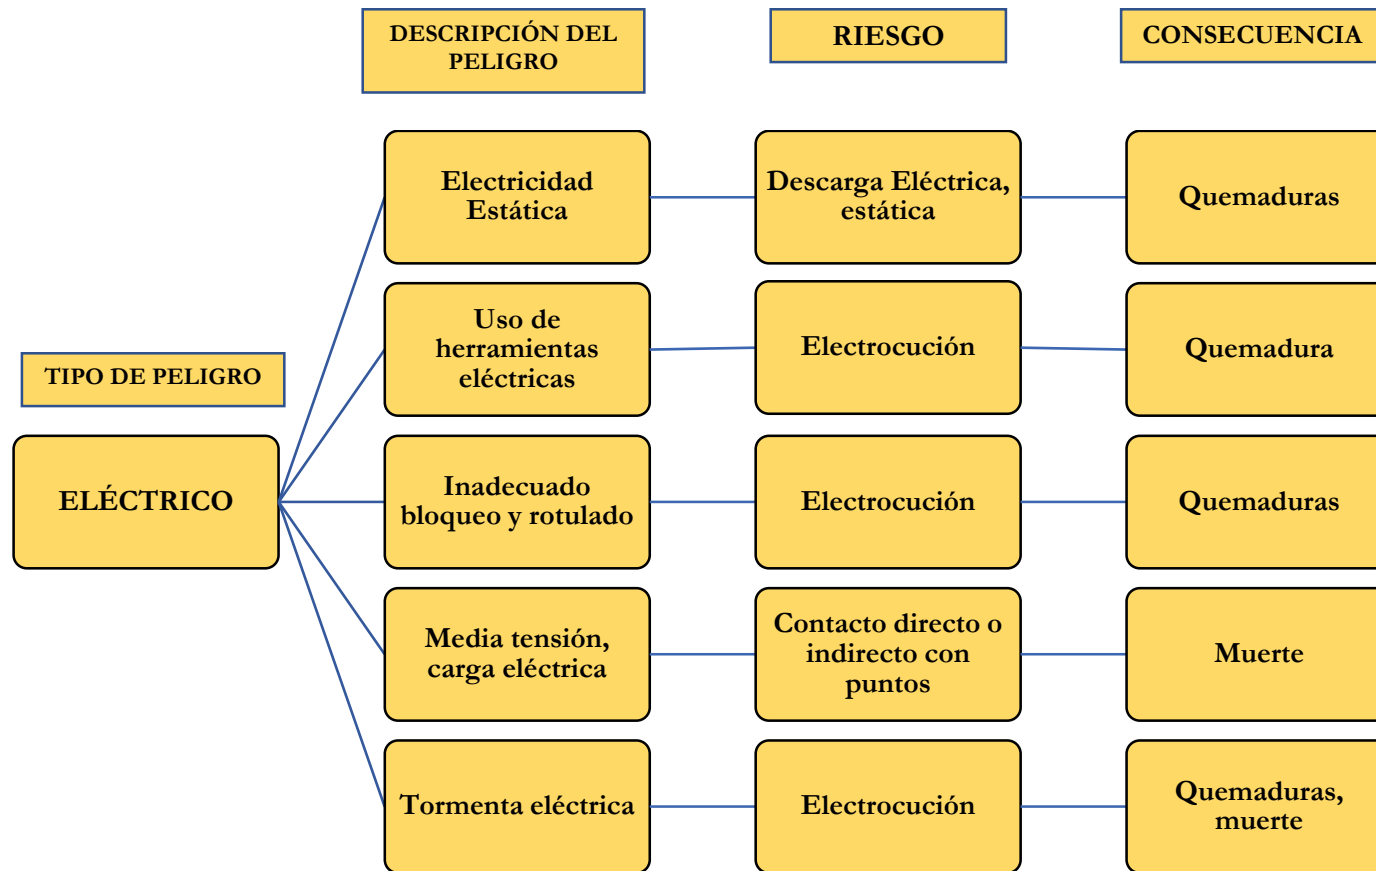 DESCRIPCIÓN DEL
PELIGRO
RIESGO
CONSECUENCIA
Electricidad
Estática
Descarga Eléctrica,
estática
Quemaduras
Uso de
herramientas
eléctricas
Electrocución
Quemadura
TIPO DE PELIGRO
ELÉCTRICO
Inadecuado
bloqueo y rotulado
Electrocución
Quemaduras
Media tensión,
carga eléctrica
Contacto directo o
indirecto con
puntos
Muerte
Tormenta eléctrica
Electrocución
Quemaduras,
muerte